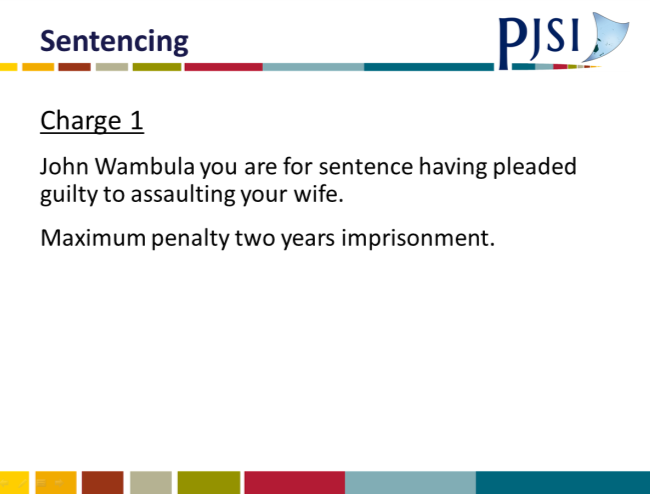 Sentencing
PJSI
Charge 1
John Wambula you are for sentence having pleaded
guilty to assaulting your wife.
Maximum penalty two years imprisonment.